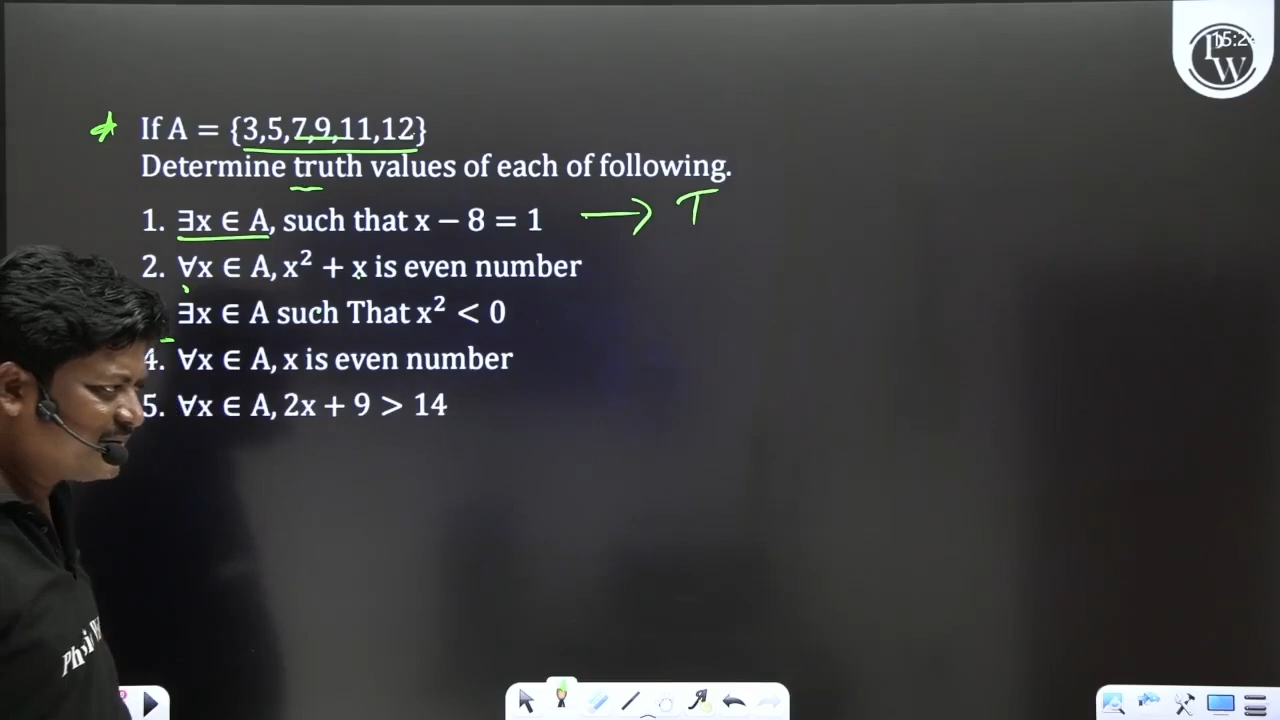 If A = {3,5,7,9,11,12}
Determine truth values of each of following.
1. ∃x ∈ A, such that x − 8 = 1 → T
2. ∀x ∈ A, x² + x is even number
∃x ∈ A such That x² < 0
4. ∀x ∈ A, x is even number
5. ∀x ∈ A, 2x + 9 > 14
PW